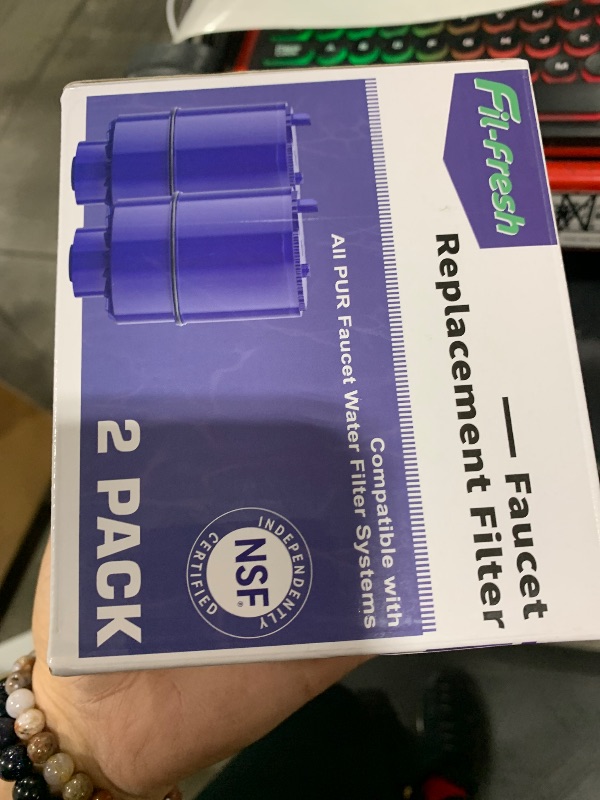 Fil-fresh
— Faucet
Replacement Filter
Compatible with
All PUR Faucet Water Filter Systems
INDEPENDENTLY
NSF®
CERTIFIED
2 PACK